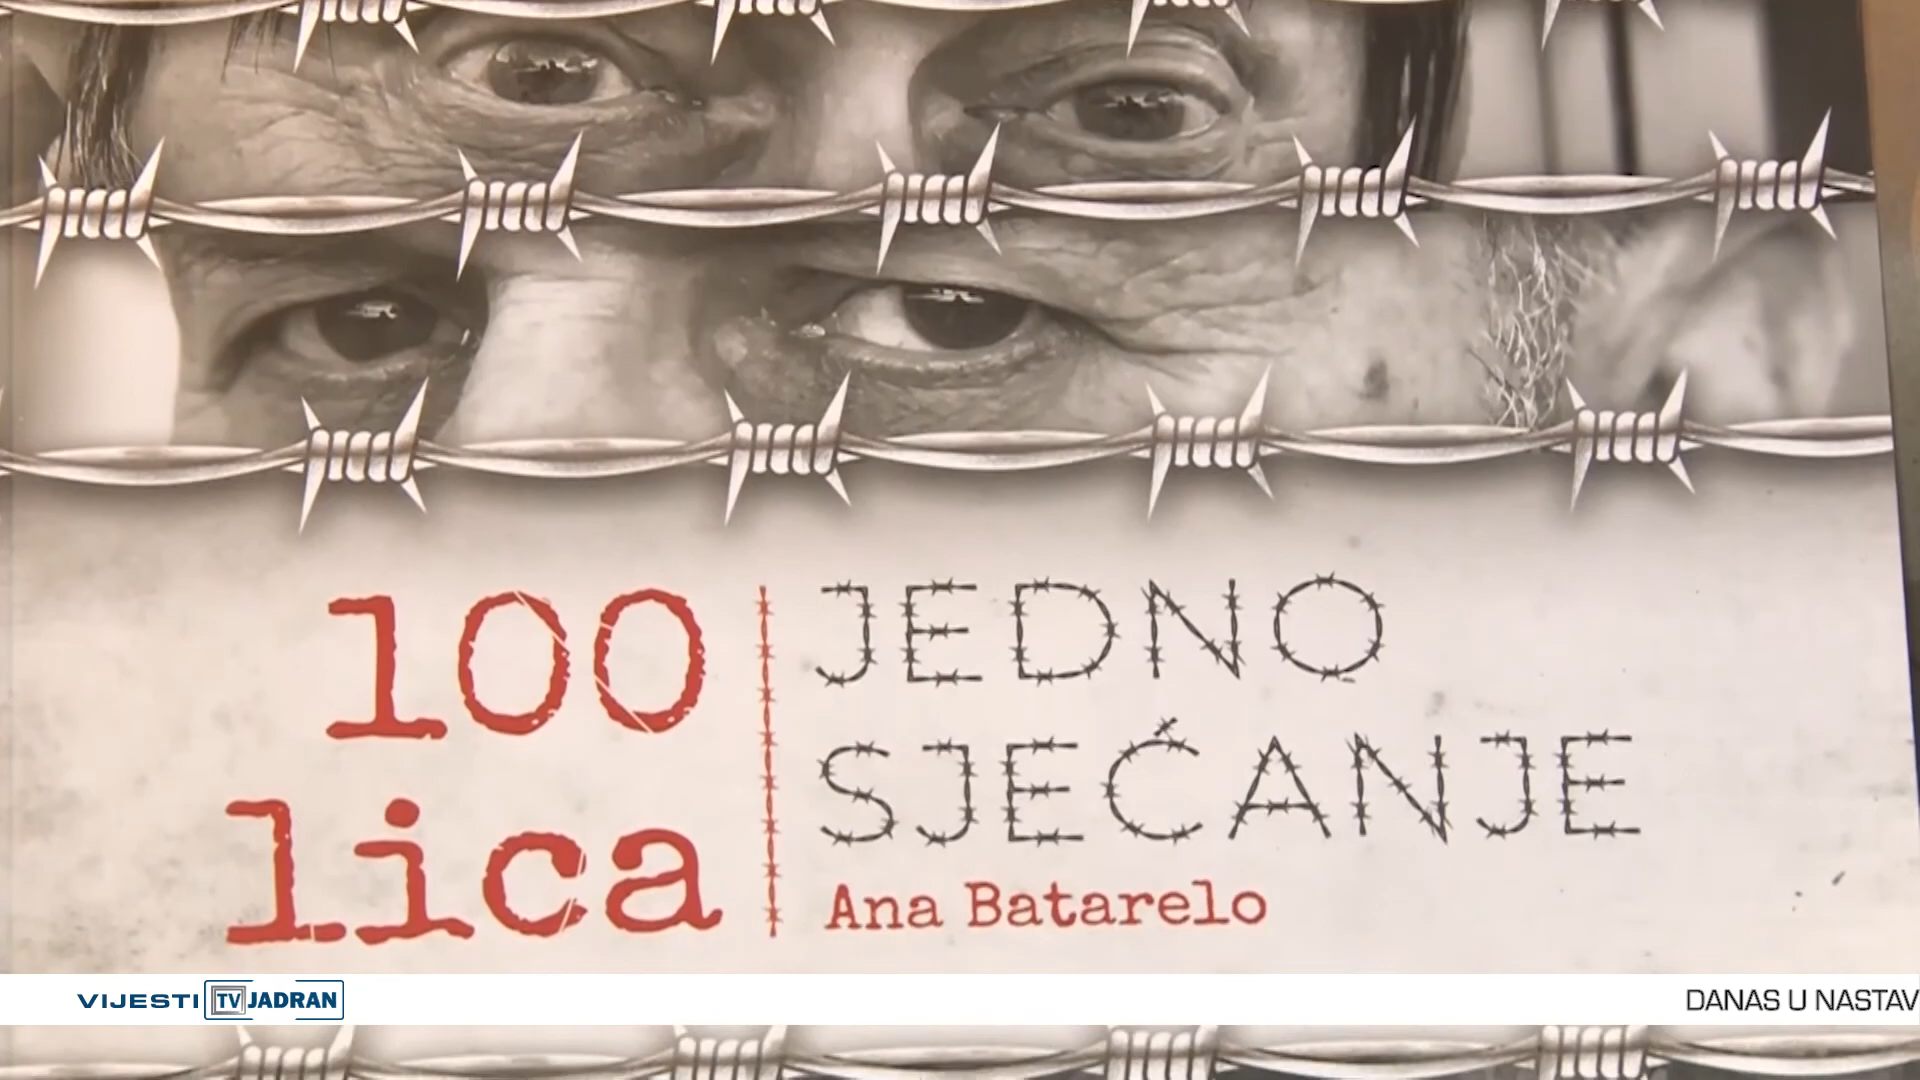 100
lica
JEDNO
SJEĆANJE
Ana Batarelo
VIJESTI TV JADRAN
DANAS U NASTAV